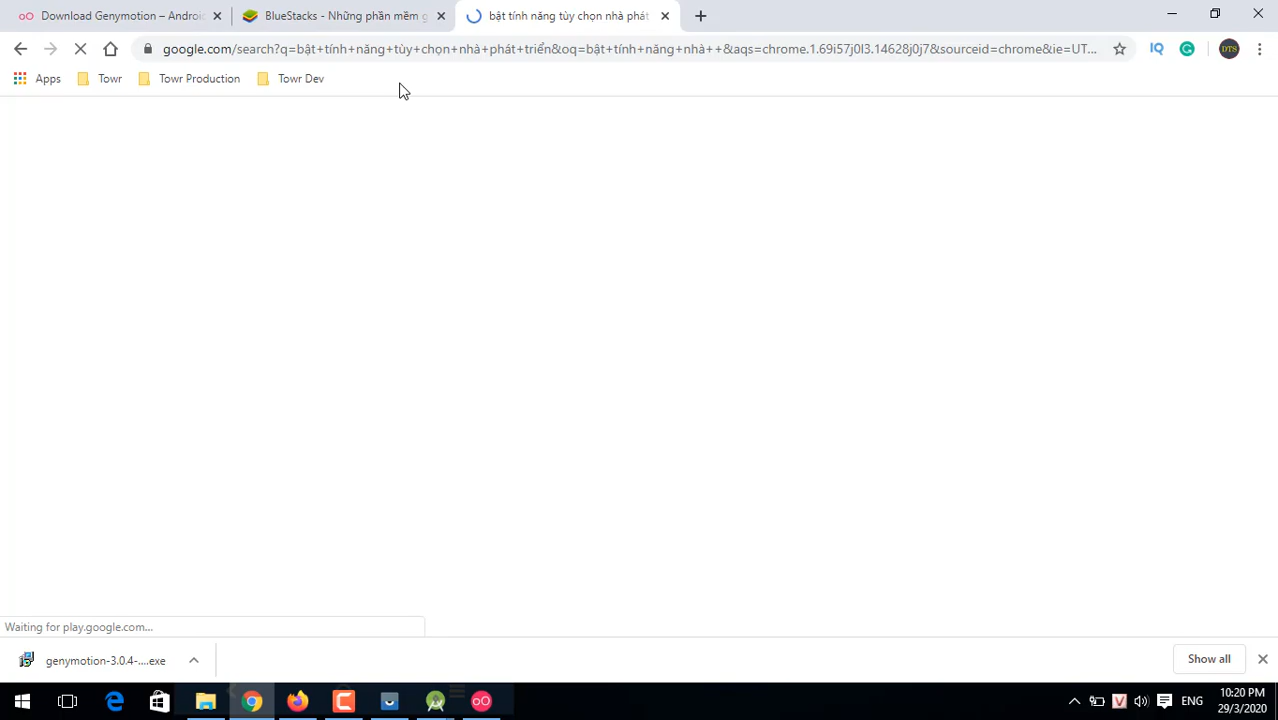 Download Genymotion – Android
BlueStacks - Những phần mềm g
bật tính năng tùy chọn nhà phát
google.com/search?q=bật+tính+năng+tùy+chọn+nhà+phát+triển&oq=bật+tính+năng+nhà++&aqs=chrome.1.69i57j0l3.14628j0j7&sourceid=chrome&ie=UT...
IQ
DTS
Apps
Towr
Towr Production
Towr Dev
Waiting for play.google.com...
genymotion-3.0.4-....exe
Show all
V
ENG
10:20 PM
29/3/2020